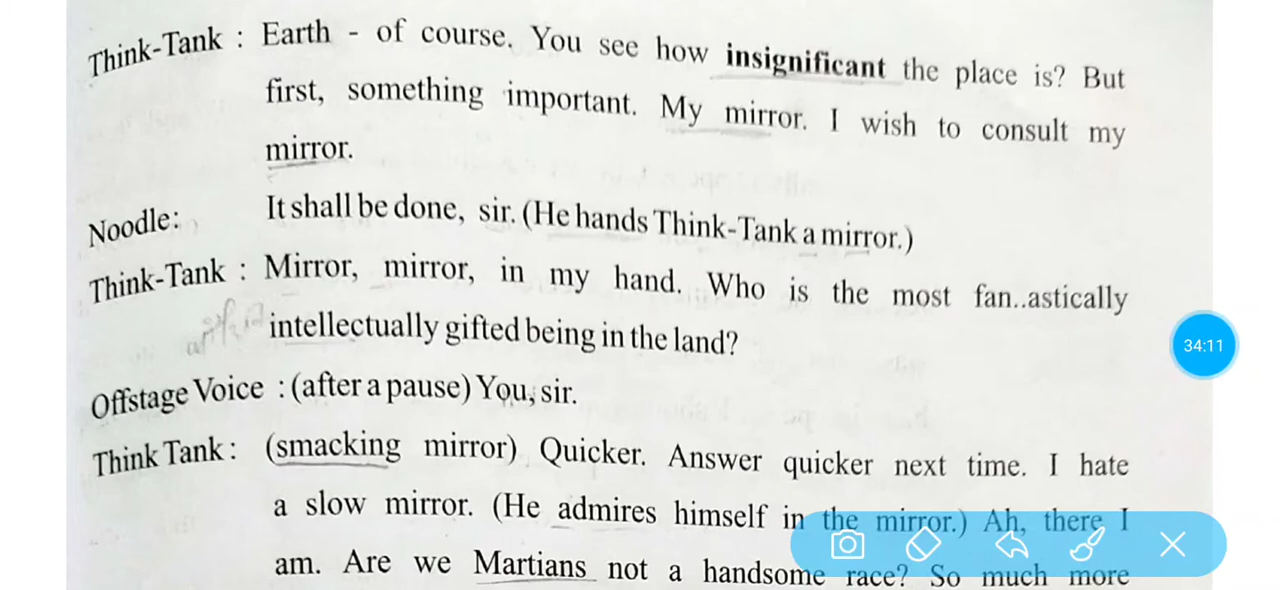 Think-Tank : Earth - of course. You see how insignificant the place is? But
first, something important. My mirror. I wish to consult my
mirror.
Noodle: It shall be done, sir. (He hands Think-Tank a mirror.)
Think-Tank : Mirror, mirror, in my hand. Who is the most fan..astically
intellectually gifted being in the land?
Offstage Voice : (after a pause) You, sir.
34:11
Think Tank : (smacking mirror) Quicker. Answer quicker next time. I hate
a slow mirror. (He admires himself in the mirror.) Ah, there I
am. Are we Martians not a handsome race? So much more